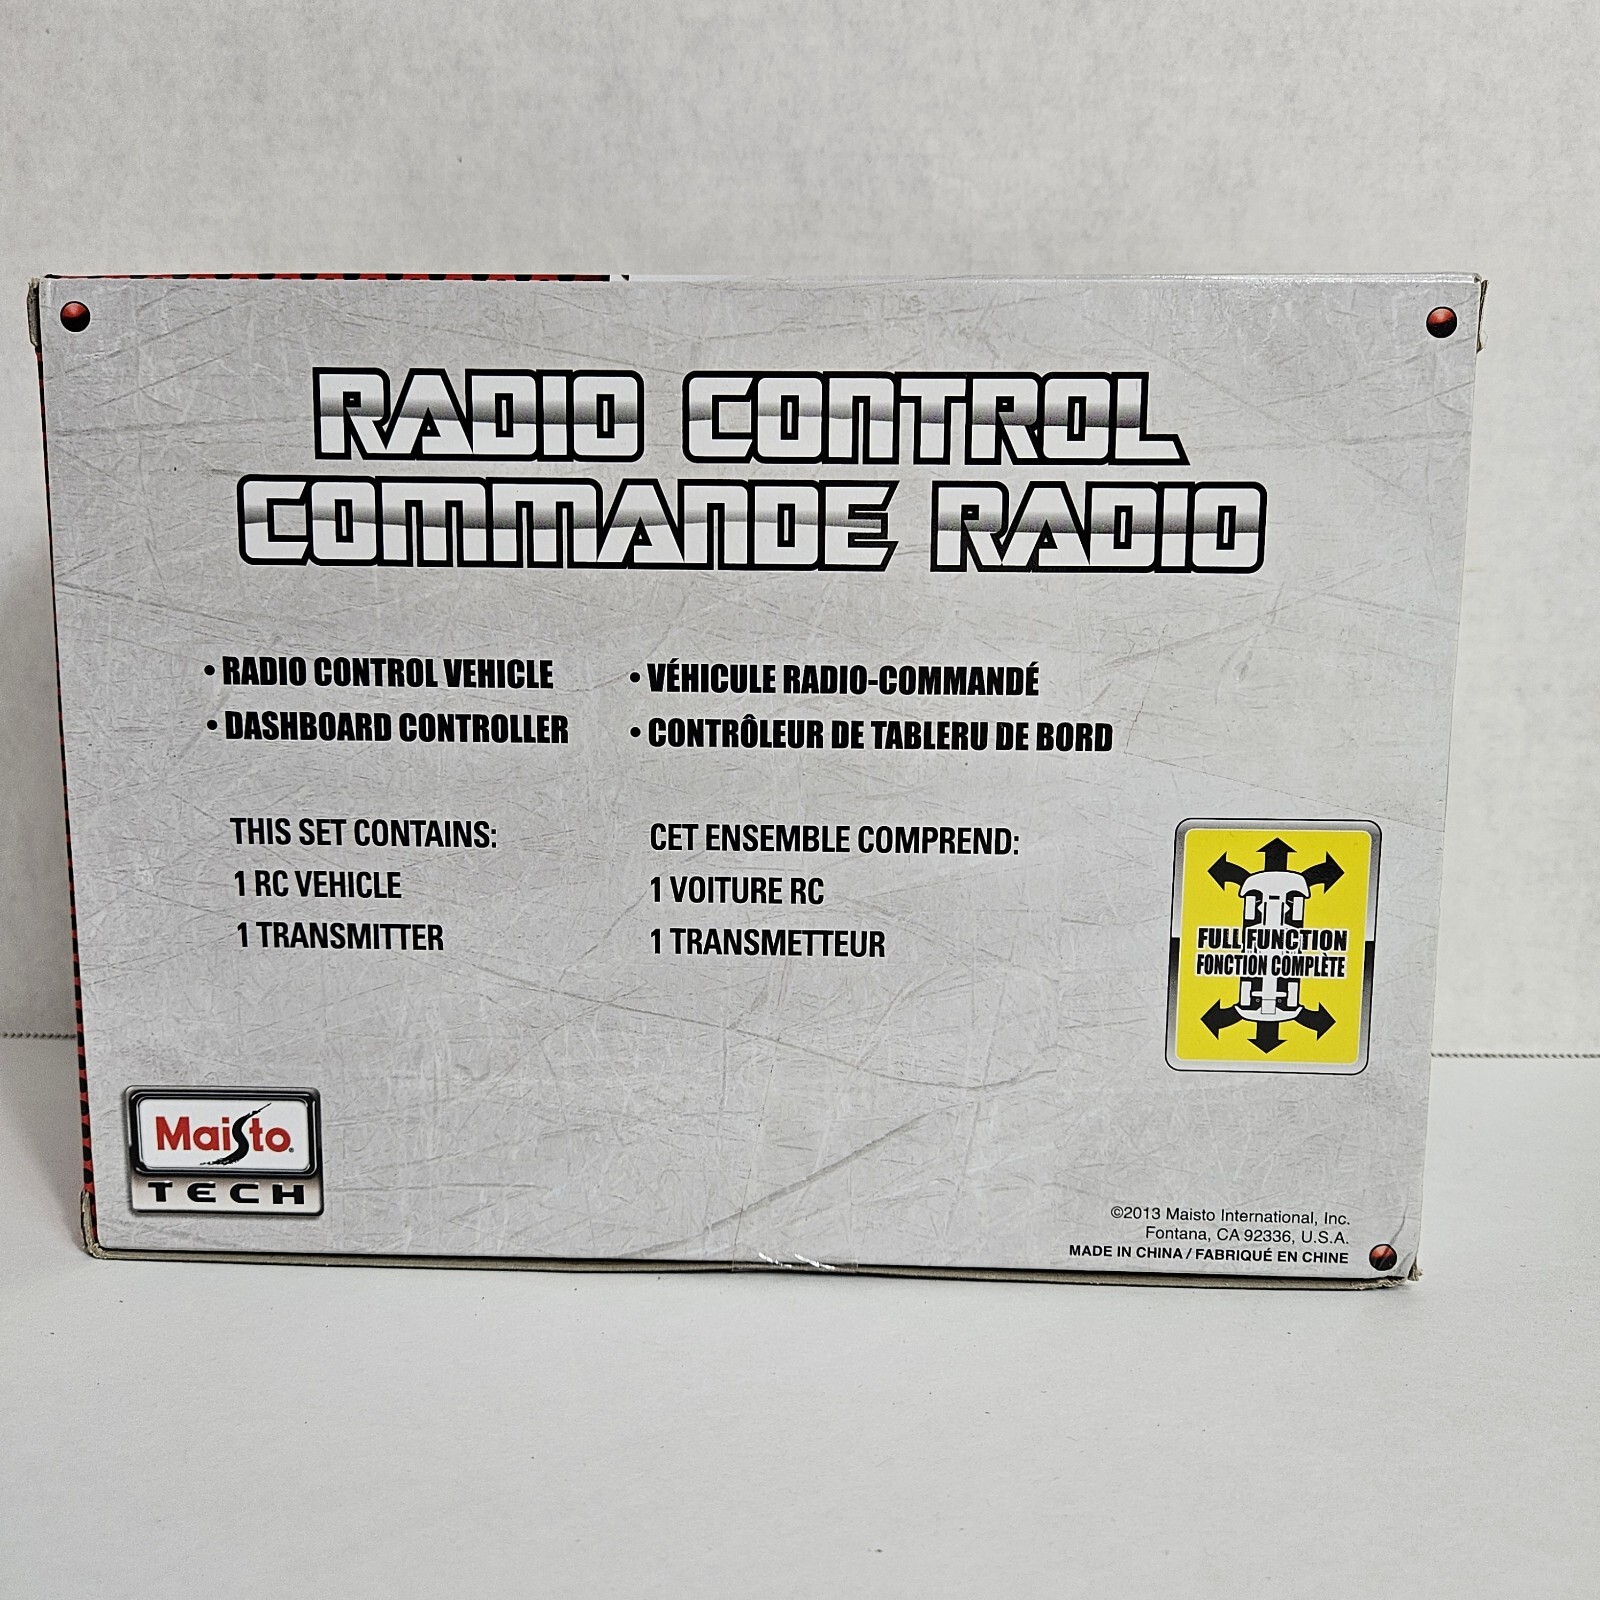 RADIO CONTROL
COMMANDE RADIO
• RADIO CONTROL VEHICLE
• DASHBOARD CONTROLLER
• VÉHICULE RADIO-COMMANDÉ
• CONTRÔLEUR DE TABLERU DE BORD
THIS SET CONTAINS:
1 RC VEHICLE
1 TRANSMITTER
CET ENSEMBLE COMPREND:
1 VOITURE RC
1 TRANSMETTEUR
FULL FUNCTION
FONCTION COMPLÈTE
Maisto®
TECH
©2013 Maisto International, Inc.
Fontana, CA 92336, U.S.A.
MADE IN CHINA / FABRIQUÉ EN CHINE